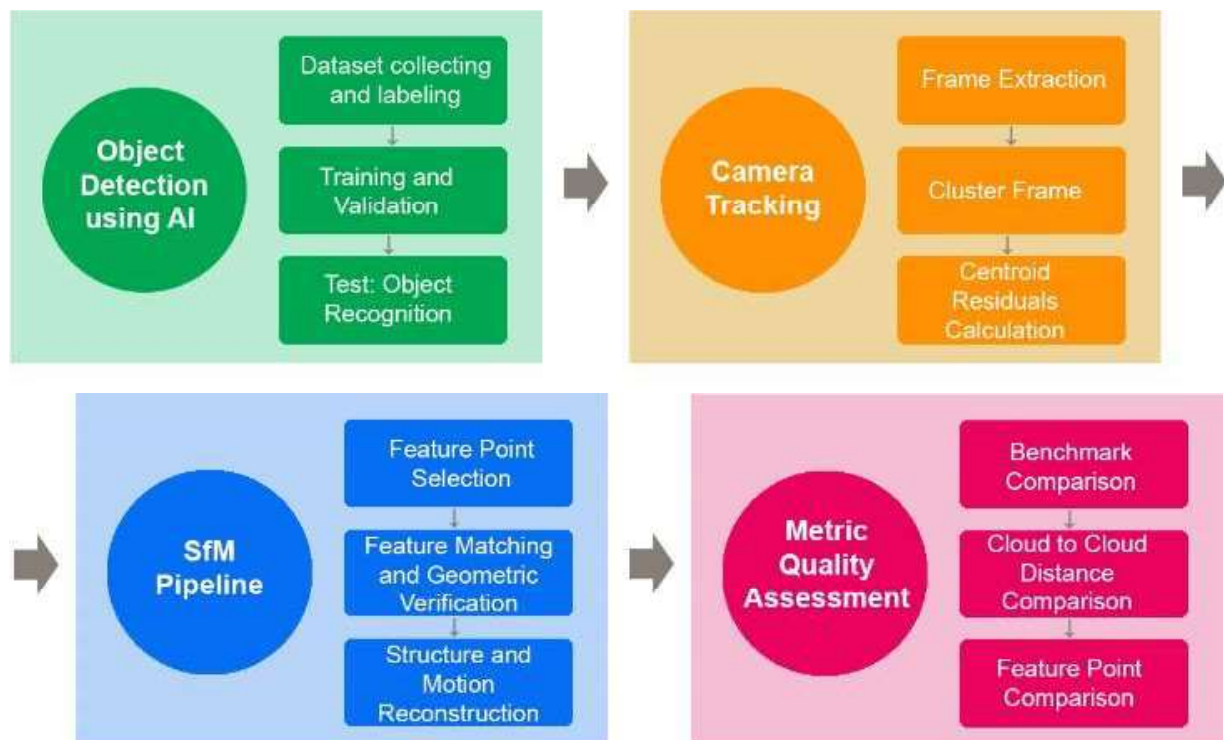 Object
Detection
using AI
Dataset collecting
and labeling
Training and
Validation
Test: Object
Recognition
Camera
Tracking
Frame Extraction
Cluster Frame
Centroid
Residuals
Calculation
SfM
Pipeline
Feature Point
Selection
Feature Matching
and Geometric
Verification
Structure and
Motion
Reconstruction
Metric
Quality
Assessment
Benchmark
Comparison
Cloud to Cloud
Distance
Comparison
Feature Point
Comparison